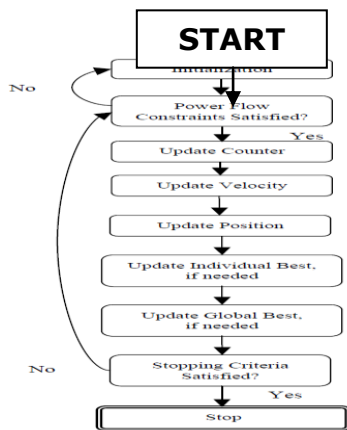 START
Initialization
No
Power Flow
Constraints Satisfied?
Yes
Update Counter
Update Velocity
Update Position
Update Individual Best,
if needed
Update Global Best,
if needed
No
Stopping Criteria
Satisfied?
Yes
Stop